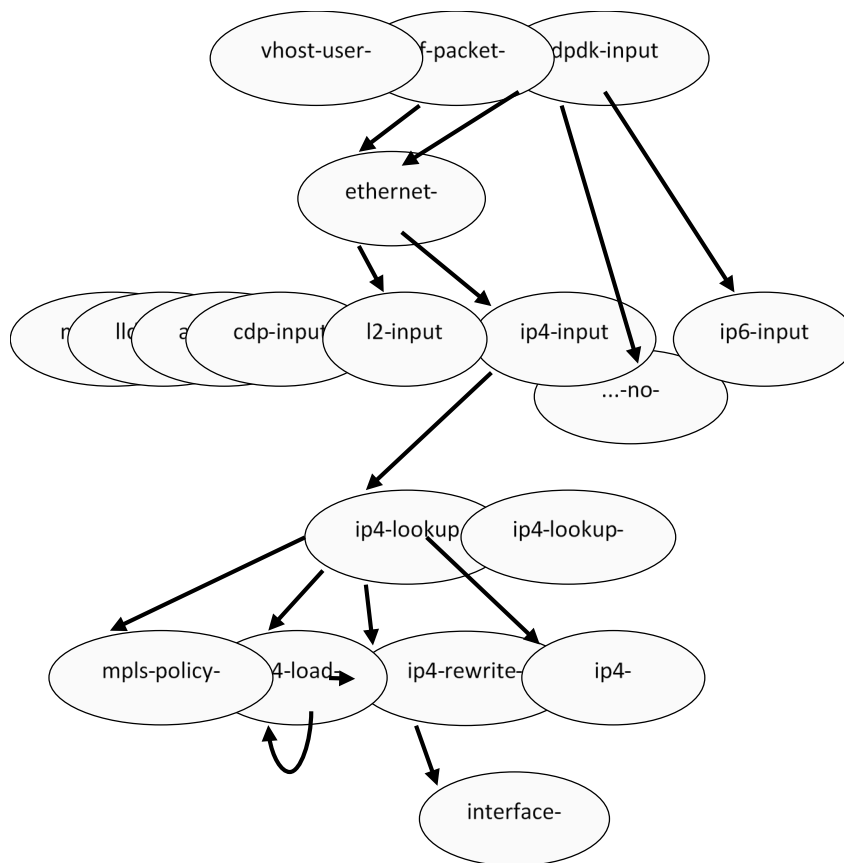 vhost-user-
f-packet-
dpdk-input
ethernet-
cdp-input
l2-input
ip4-input
ip6-input
...-no-
ip4-lookup
ip4-lookup-
mpls-policy-
4-load-
ip4-rewrite-
ip4-
interface-